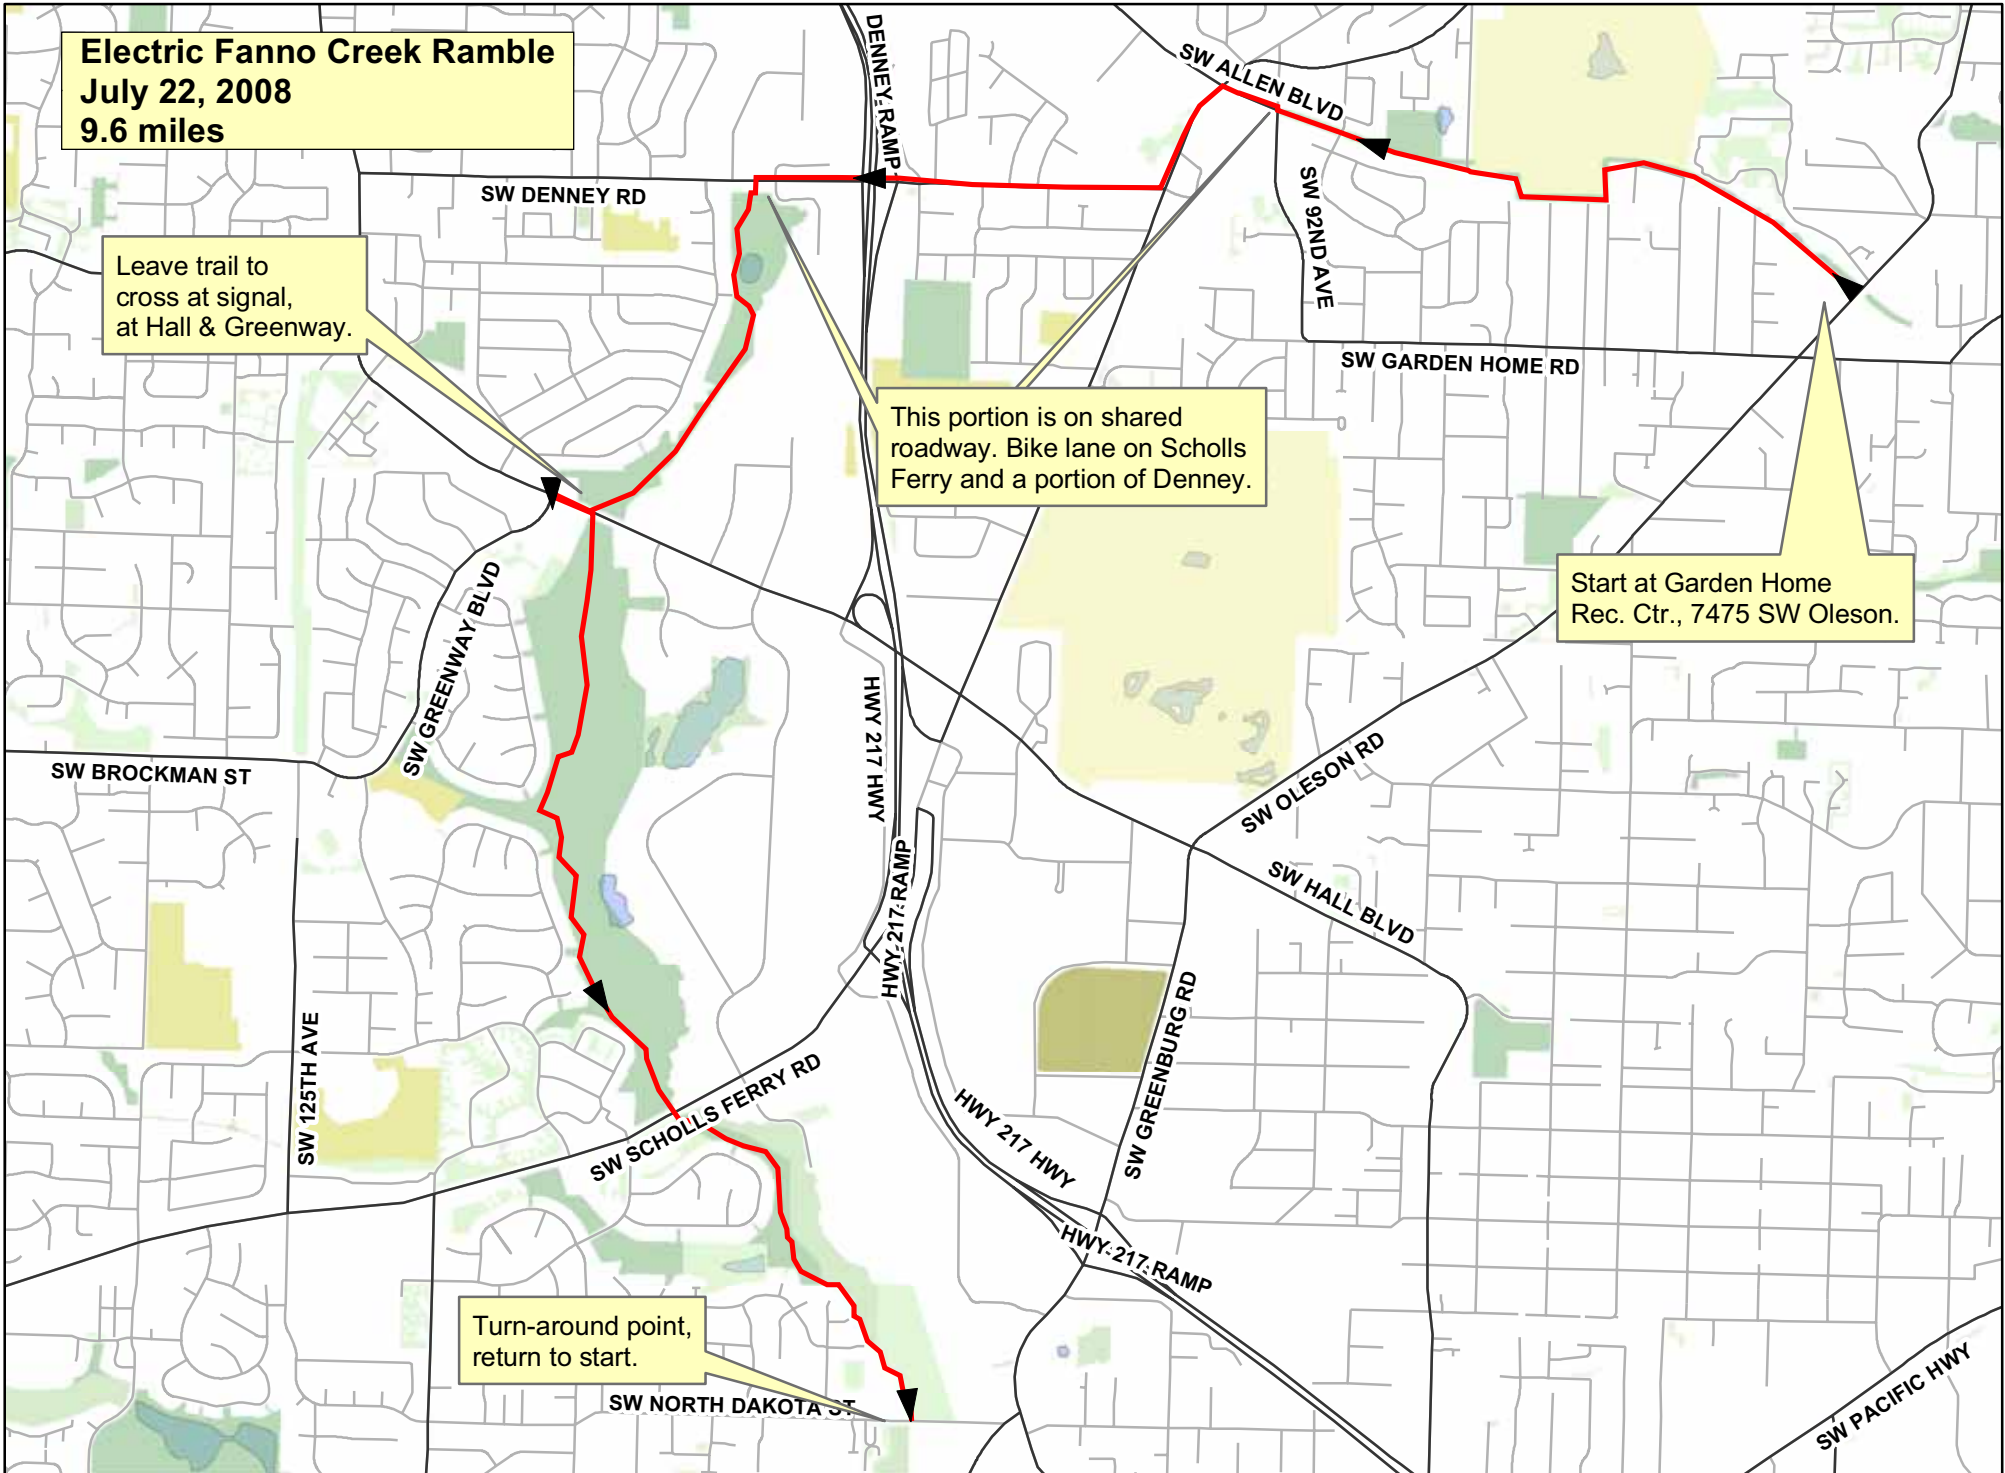 Electric Fanno Creek Ramble
July 22, 2008
9.6 miles
DENNEY RAMP
SW ALLEN BLVD
SW DENNEY RD
SW 92ND AVE
Leave trail to
cross at signal,
at Hall & Greenway.
SW GARDEN HOME RD
This portion is on shared
roadway. Bike lane on Scholls
Ferry and a portion of Denney.
Start at Garden Home
Rec. Ctr., 7475 SW Oleson.
SW GREENWAY BLVD
HWY 217 HWY
SW BROCKMAN ST
SW OLESON RD
HWY 217 RAMP
SW HALL BLVD
SW GREENBURG RD
SW 125TH AVE
SW SCHOLLS FERRY RD
HWY 217 HWY
HWY 217 RAMP
Turn-around point,
return to start.
SW NORTH DAKOTA ST
SW PACIFIC HWY